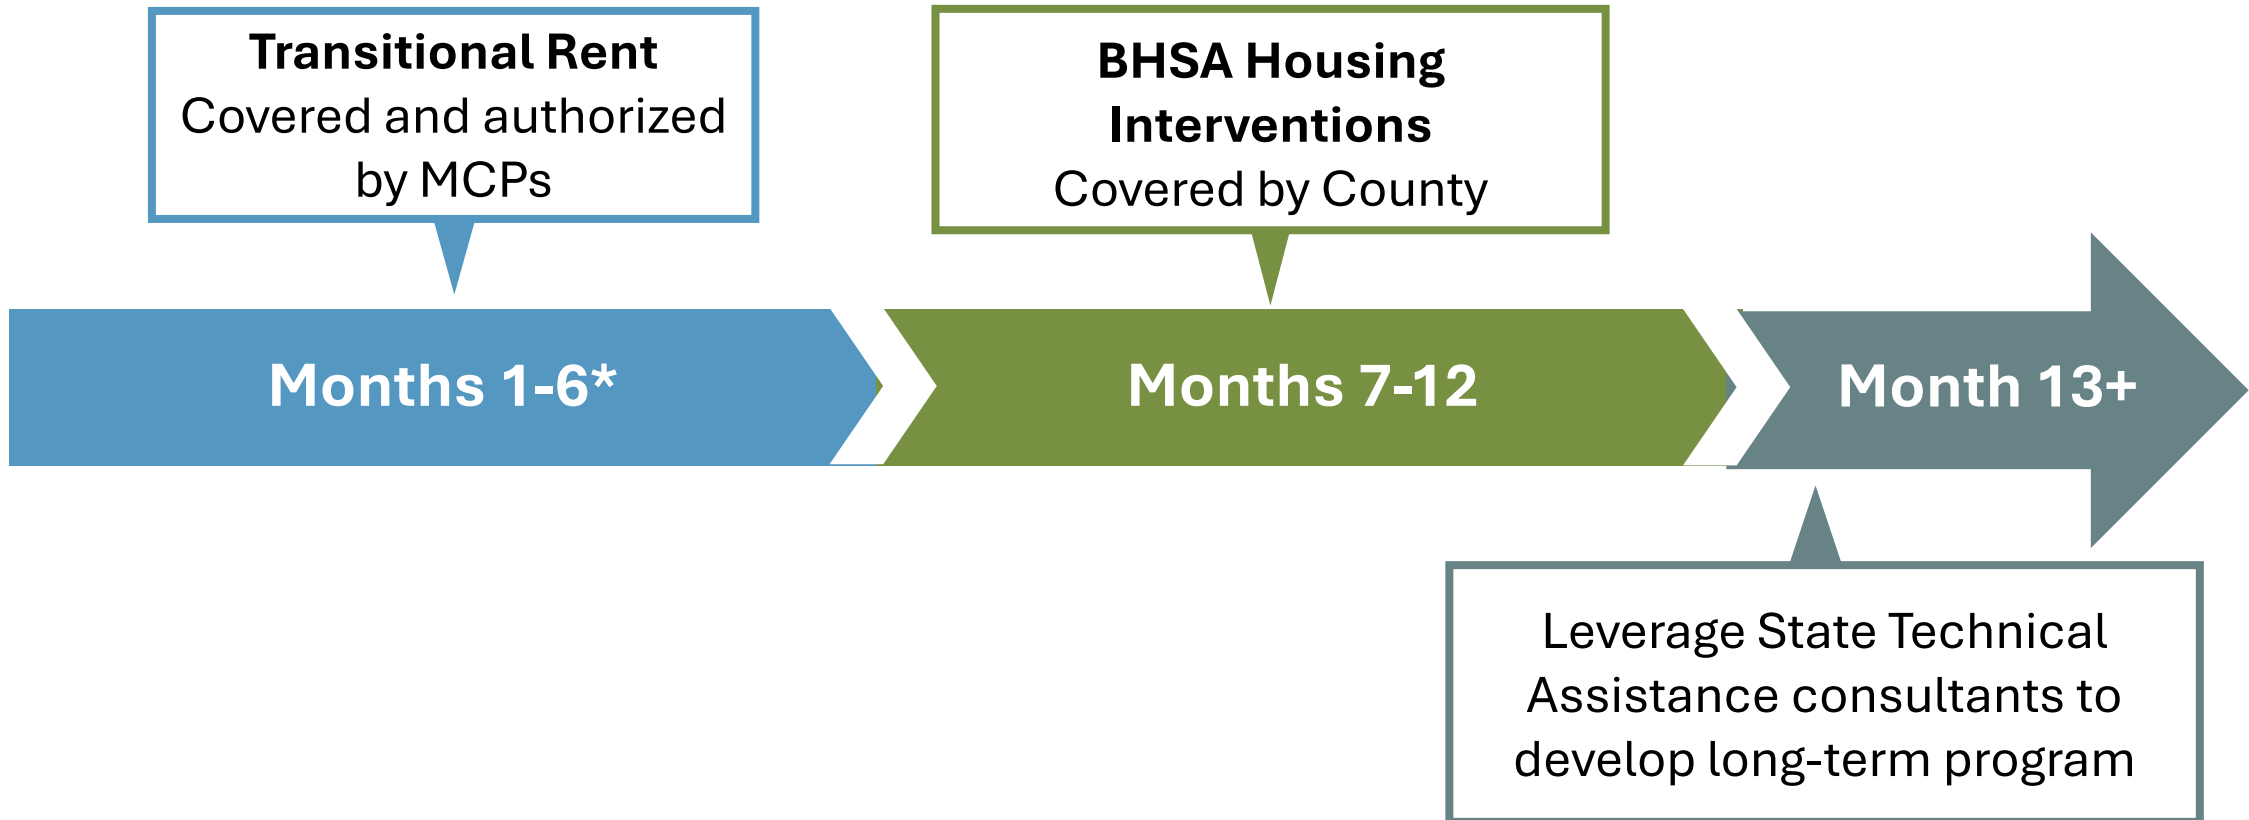 Transitional Rent
Covered and authorized
by MCPs
BHSA Housing
Interventions
Covered by County
Months 1-6*
Months 7-12
Month 13+
Leverage State Technical
Assistance consultants to
develop long-term program